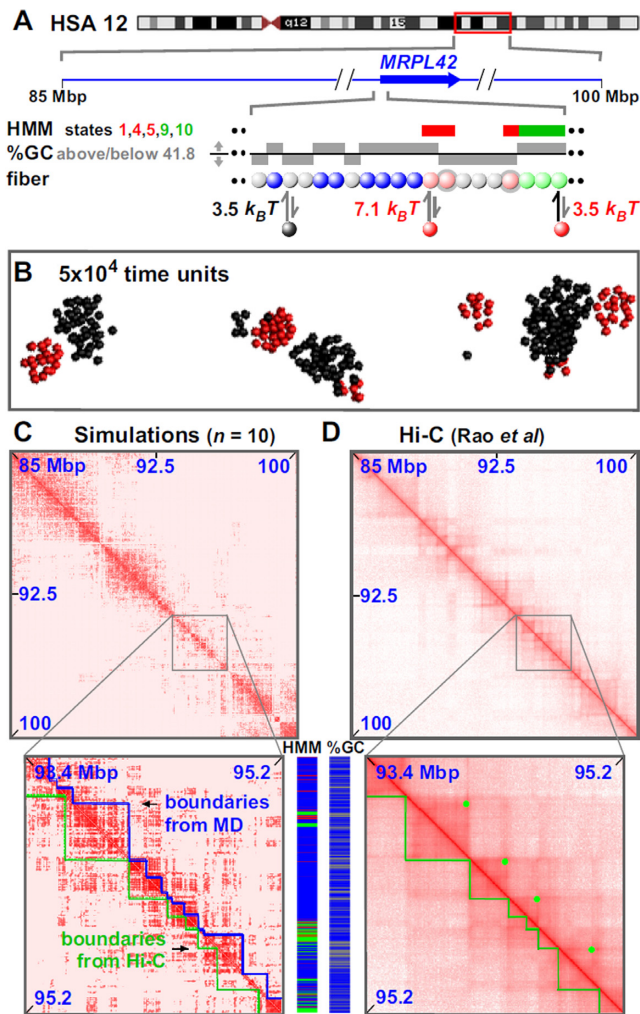 A HSA 12 q12 15
MRPL42
85 Mbp 100 Mbp
HMM states 1,4,5,9,10
%GC above/below 41.8
fiber
3.5 kBT 7.1 kBT 3.5 kBT
B 5x10⁴ time units
C Simulations (n = 10) D Hi-C (Rao et al)
85 Mbp 92.5 100 85 Mbp 92.5 100
92.5 92.5
100 100
HMM %GC
93.4 Mbp 95.2 93.4 Mbp 95.2
boundaries
from MD
boundaries
from Hi-C
95.2 95.2